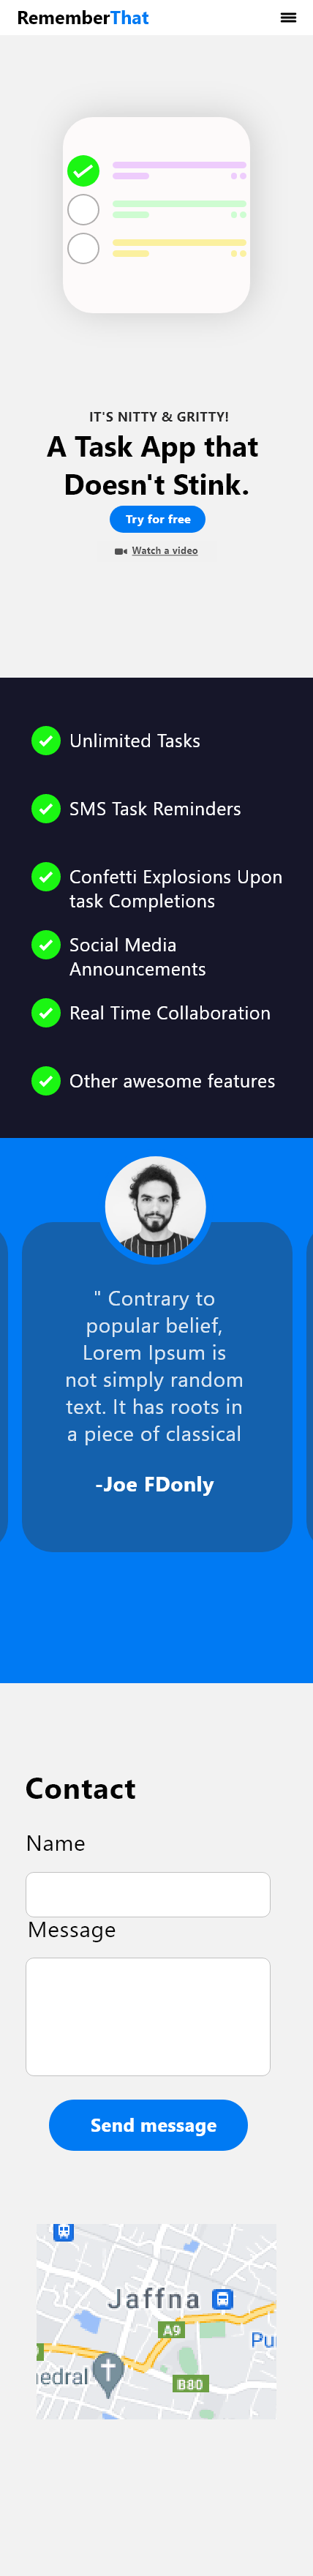 RememberThat
IT'S NITTY & GRITTY!
A Task App that
Doesn't Stink.
Try for free
Watch a video
Unlimited Tasks
SMS Task Reminders
Confetti Explosions Upon
task Completions
Social Media
Announcements
Real Time Collaboration
Other awesome features
" Contrary to
popular belief,
Lorem Ipsum is
not simply random
text. It has roots in
a piece of classical
-Joe FDonly
Contact
Name
Message
Send message
Jaffna
A9
Pu
hedral
B80